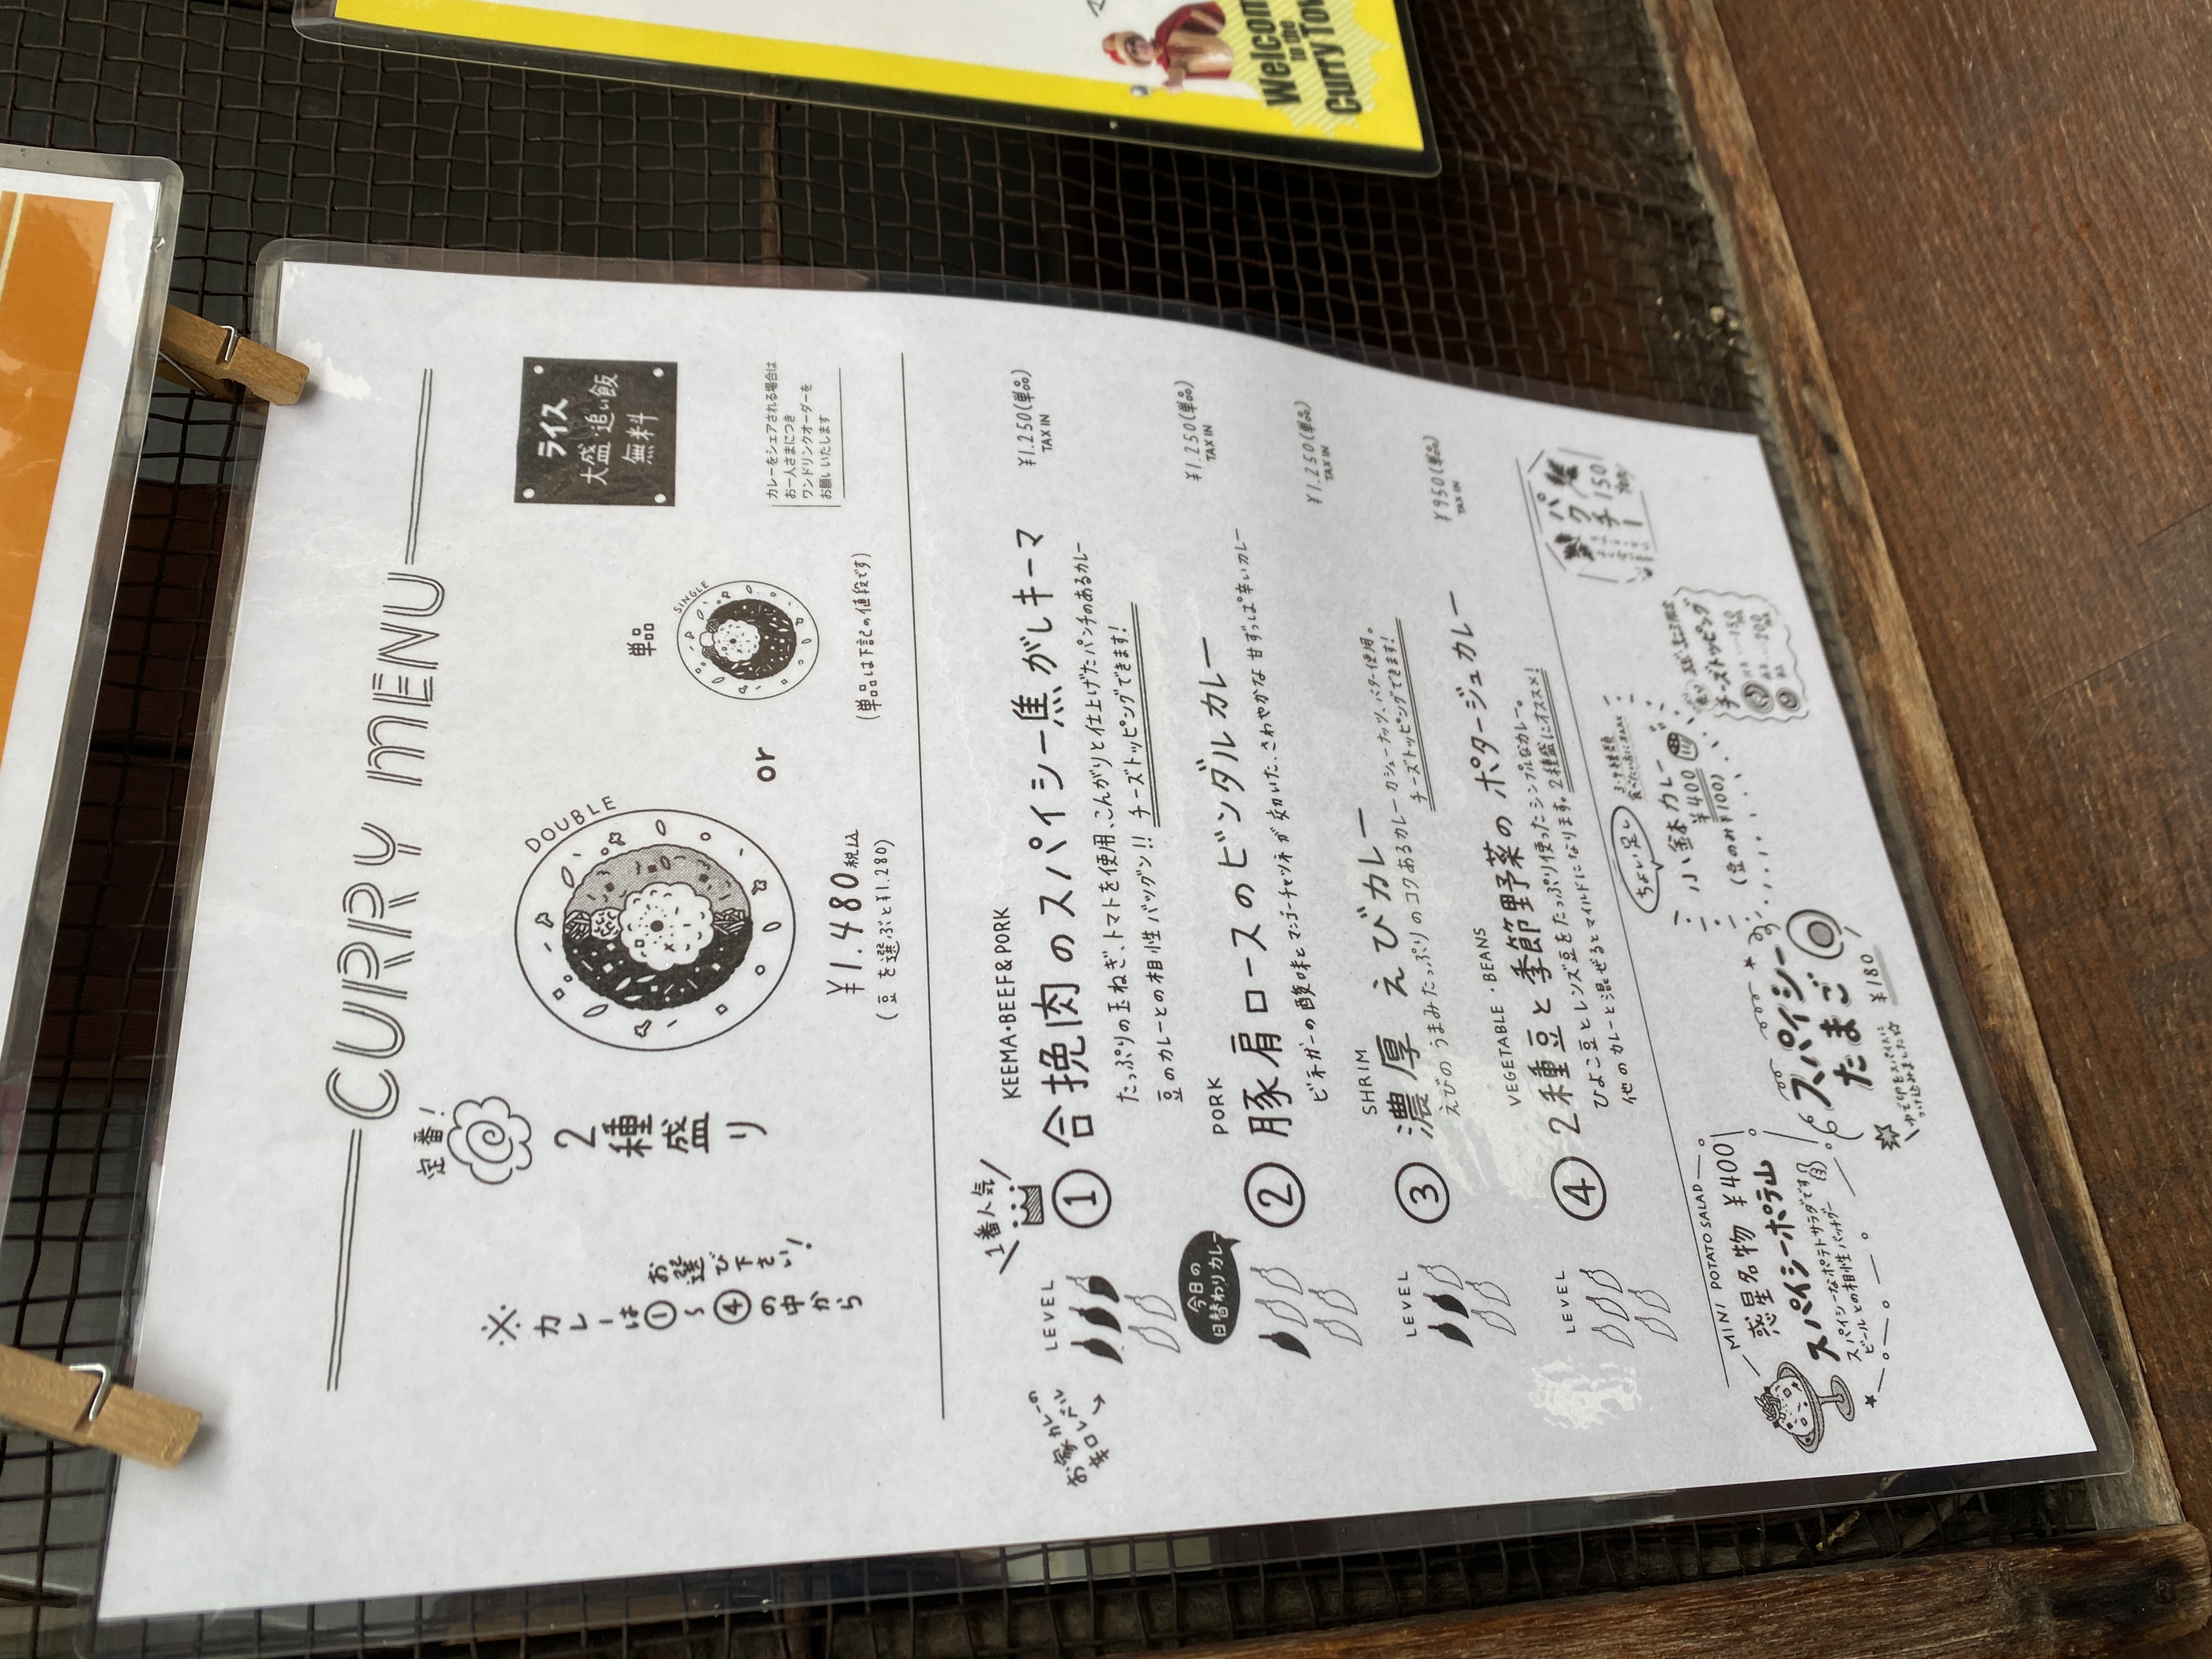 CURRY MENU
定番!
2種盛り
※カレーは①~④の中から
お選び下さい!
DOUBLE
¥1.480税込
(豆を選ぶと¥1.280)
or
単品
SINGLE
(単品は下記の値段です)
ライス
大盛・追い飯
無料
カレーをシェアされる場合は
お一人さまにつき
ワンドリンクオーダーを
お願いいたします
お家カレーの
辛口レベル
LEVEL
1番人気
KEEMA・BEEF&PORK
① 合挽肉のスパイシー焦がしキーマ
¥1.250(単品)
TAX IN
たっぷりの玉ねぎ、トマトを使用、こんがりと仕上げたパンチのあるカレー
豆のカレーとの相性バツグン!! チーズトッピングできます!
今日の
日替わりカレー
PORK
② 豚肩ロースのビンダルカレー
¥1.250(単品)
TAX IN
ビネガーの酸味とマンゴーチャツネが効いた、さわやかな甘ずっぱ辛いカレー
LEVEL
SHRIM
③ 濃厚 えびカレー
¥1.250(単品)
TAX IN
えびのうまみたっぷりのコクあるカレー カシューナッツ、バター使用。
チーズトッピングできます!
LEVEL
VEGETABLE・BEANS
④ 2種豆と季節野菜のポタージュカレー
¥950(単品)
TAX IN
ひよこ豆とレンズ豆をたっぷり使ったシンプルなカレー。
他のカレーと混ぜるとマイルドになります。2種盛にオススメ!
MINI POTATO SALAD
惑星名物 ¥400
スパイシーポテ山
スパイシーなポテトサラダです
ビールとの相性バッチグー
スパイシー
たまご
¥180
ゆで卵をスパイスに
つけ込みました☆
ちょい足し
小鉢カレー
¥400
(豆のみ¥100)
チーズトッピング
150
200
パクチー
150
Yen
Welcom
to the
Curry Tow